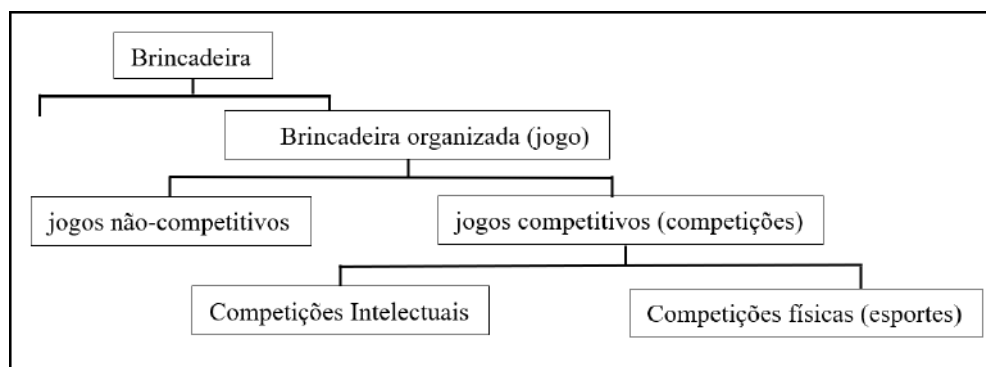 Brincadeira
Brincadeira organizada (jogo)
jogos não-competitivos
jogos competitivos (competições)
Competições Intelectuais
Competições físicas (esportes)